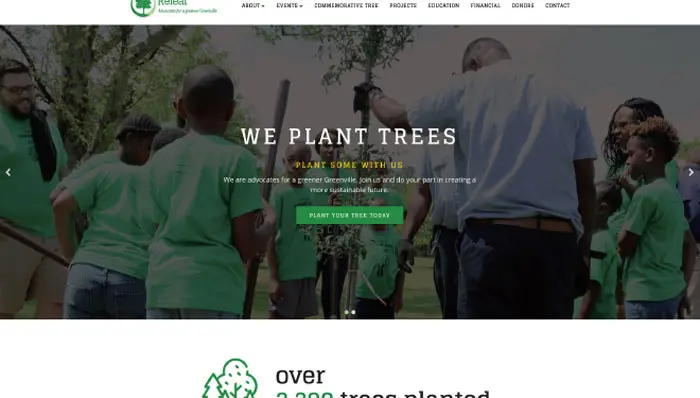 Releaf
Advocates for a greener Greenville
ABOUT EVENTS COMMEMORATIVE TREE PROJECTS EDUCATION FINANCIAL DONORS CONTACT
WE PLANT TREES
PLANT SOME WITH US
We are advocates for a greener Greenville. Join us and do your part in creating a
more sustainable future.
PLANT YOUR TREE TODAY
over
trees planted